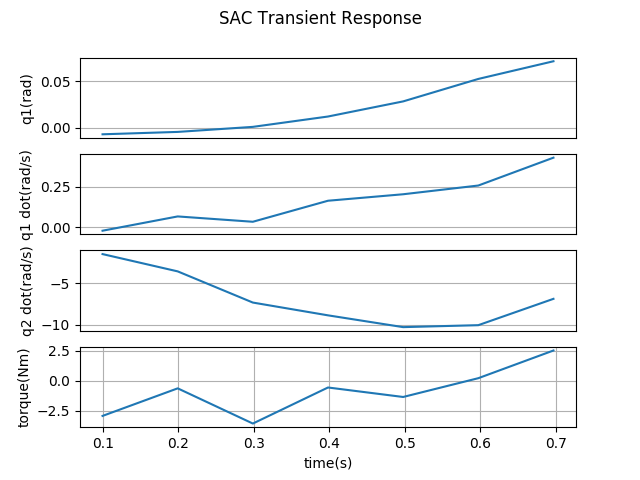 SAC Transient Response
q1(rad)
0.05
0.00
q1 dot(rad/s)
0.25
0.00
q2 dot(rad/s)
−5
−10
torque(Nm)
2.5
0.0
−2.5
0.1 0.2 0.3 0.4 0.5 0.6 0.7
time(s)